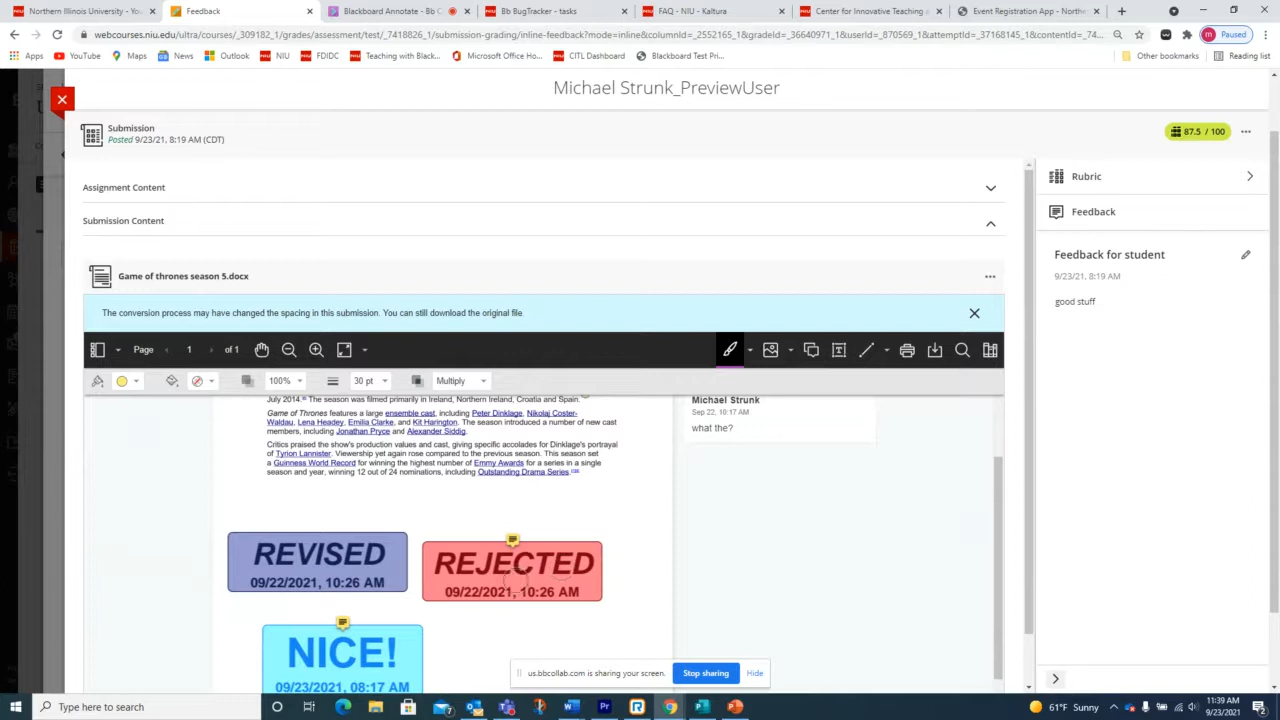 Northern Illinois University - Yo
Feedback
Blackboard Annotate - Bb C
Bb BugTracker - tasks
FAQ - NIU - Kaltura
Center for Innovative Teaching a
Event Registration App - Northe
webcourses.niu.edu/ultra/courses/_309182_1/grades/assessment/test/_7418826_1/submission-grading/inline-feedback?mode=inline&columnId=_2552165_1&gradeId=_36640971_1&userId=_870569_1&attemptId=_37168145_1&contentId=_74...
m Paused
Apps YouTube Maps News Outlook NIU FDIDC Teaching with Black... Microsoft Office Ho... CITL Dashboard Blackboard Test Pri... Other bookmarks Reading list
Michael Strunk_PreviewUser
Submission
Posted 9/23/21, 8:19 AM (CDT)
87.5 / 100
Assignment Content
Submission Content
Game of thrones season 5.docx
The conversion process may have changed the spacing in this submission. You can still download the original file.
Page 1 of 1
100% 30 pt Multiply
July 2014. The season was filmed primarily in Ireland, Northern Ireland, Croatia and Spain.
Game of Thrones features a large ensemble cast, including Peter Dinklage, Nikolaj Coster-
Waldau, Lena Headey, Emilia Clarke, and Kit Harington. The season introduced a number of new cast
members, including Jonathan Pryce and Alexander Siddig.
Critics praised the show's production values and cast, giving specific accolades for Dinklage's portrayal
of Tyrion Lannister. Viewership yet again rose compared to the previous season. This season set
a Guinness World Record for winning the highest number of Emmy Awards for a series in a single
season and year, winning 12 out of 24 nominations, including Outstanding Drama Series.
REVISED
09/22/2021, 10:26 AM
REJECTED
09/22/2021, 10:26 AM
NICE!
09/23/2021, 08:17 AM
Michael Strunk
Sep 22, 10:17 AM
what the?
Rubric
Feedback
Feedback for student
9/23/21, 8:19 AM
good stuff
us.bbcollab.com is sharing your screen. Stop sharing Hide
Type here to search
61°F Sunny
11:39 AM
9/23/2021